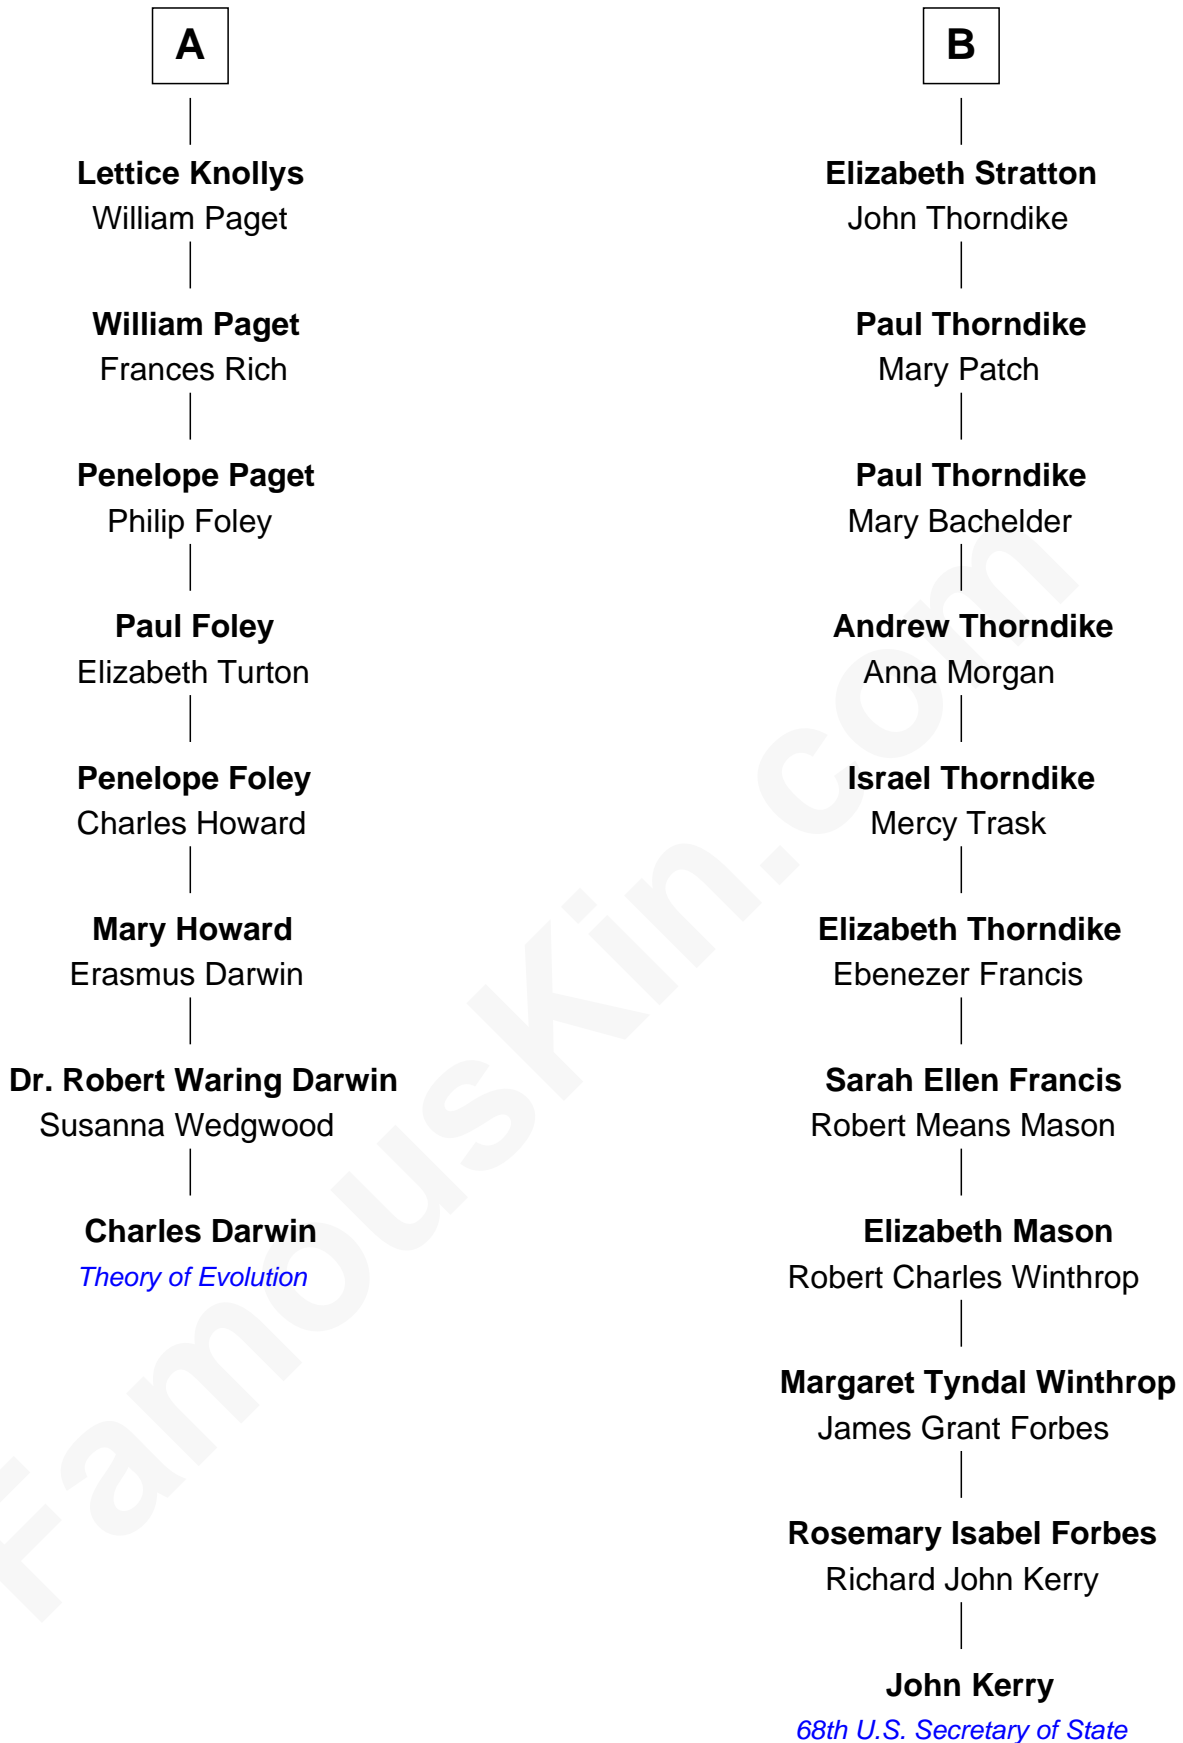 A
Lettice Knollys
William Paget
William Paget
Frances Rich
Penelope Paget
Philip Foley
Paul Foley
Elizabeth Turton
Penelope Foley
Charles Howard
Mary Howard
Erasmus Darwin
Dr. Robert Waring Darwin
Susanna Wedgwood
Charles Darwin
Theory of Evolution
B
Elizabeth Stratton
John Thorndike
Paul Thorndike
Mary Patch
Paul Thorndike
Mary Bachelder
Andrew Thorndike
Anna Morgan
Israel Thorndike
Mercy Trask
Elizabeth Thorndike
Ebenezer Francis
Sarah Ellen Francis
Robert Means Mason
Elizabeth Mason
Robert Charles Winthrop
Margaret Tyndal Winthrop
James Grant Forbes
Rosemary Isabel Forbes
Richard John Kerry
John Kerry
68th U.S. Secretary of State
FamousKin.com